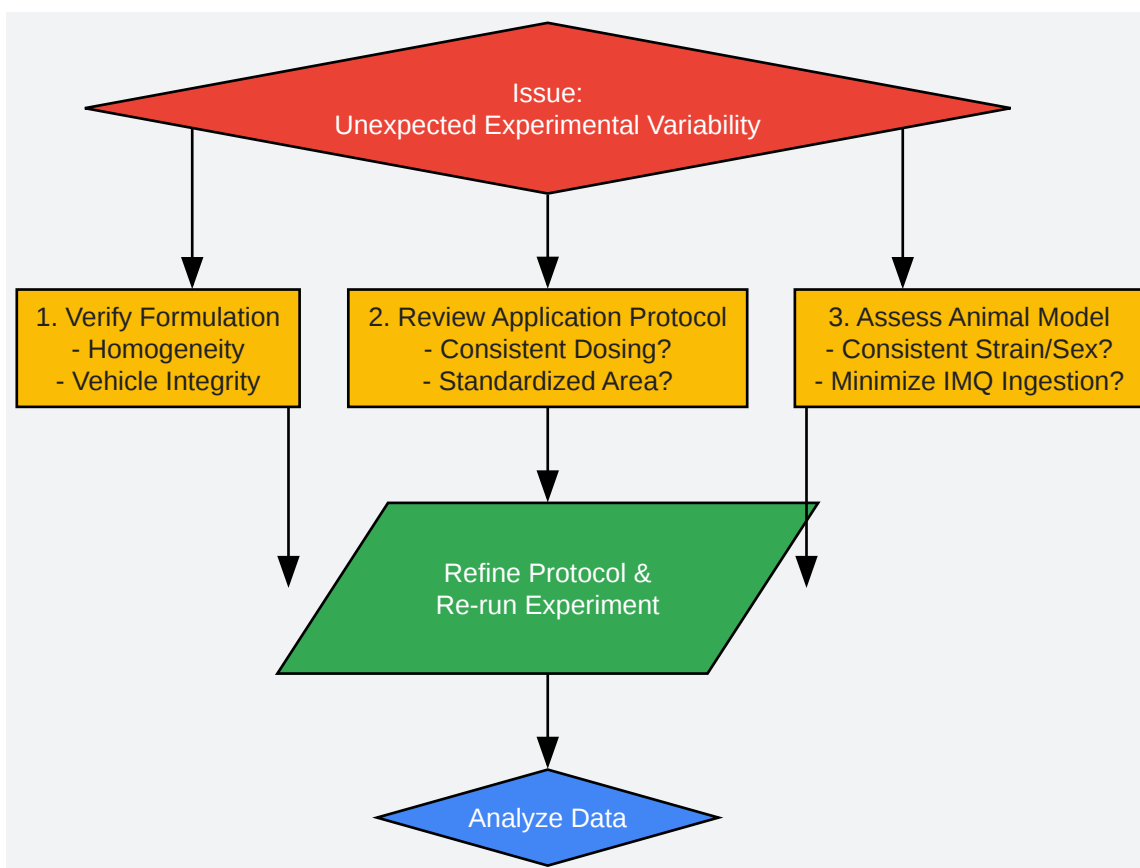 Issue:
Unexpected Experimental Variability
1. Verify Formulation
- Homogeneity
- Vehicle Integrity
2. Review Application Protocol
- Consistent Dosing?
- Standardized Area?
3. Assess Animal Model
- Consistent Strain/Sex?
- Minimize IMQ Ingestion?
Refine Protocol &
Re-run Experiment
Analyze Data